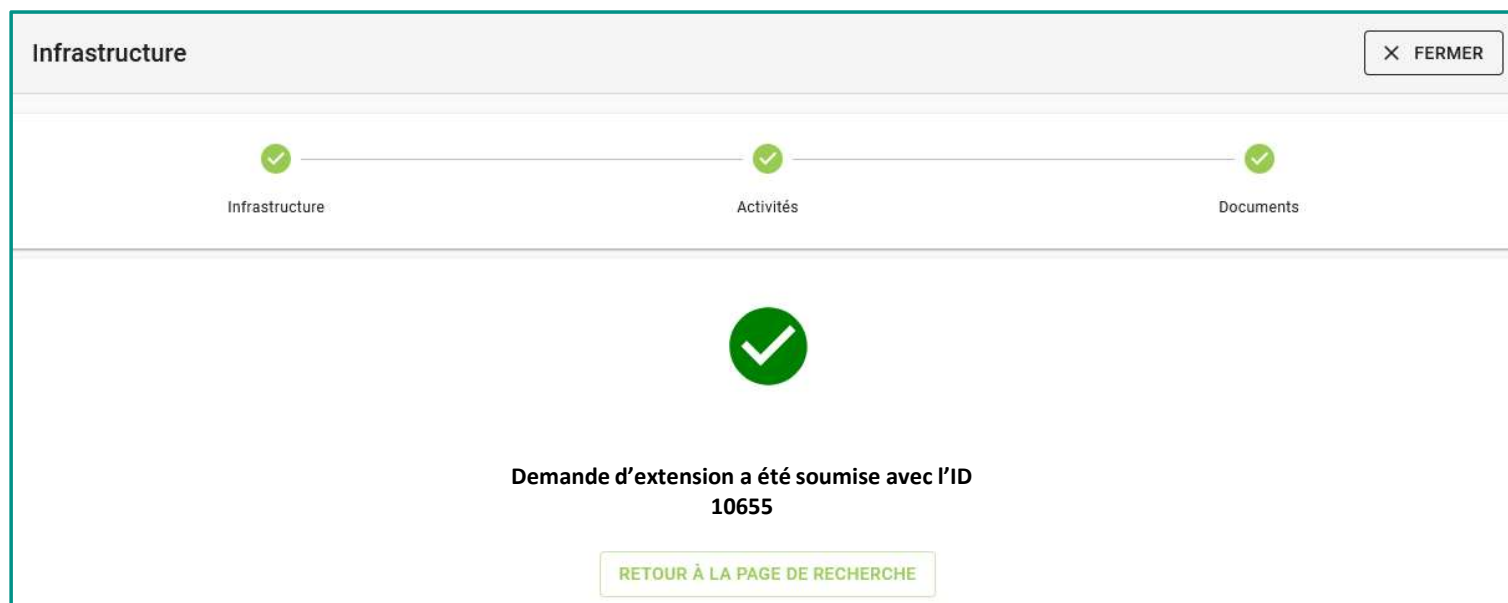 Infrastructure
FERMER
Infrastructure
Activités
Documents
Demande d’extension a été soumise avec l’ID
10655
RETOUR À LA PAGE DE RECHERCHE